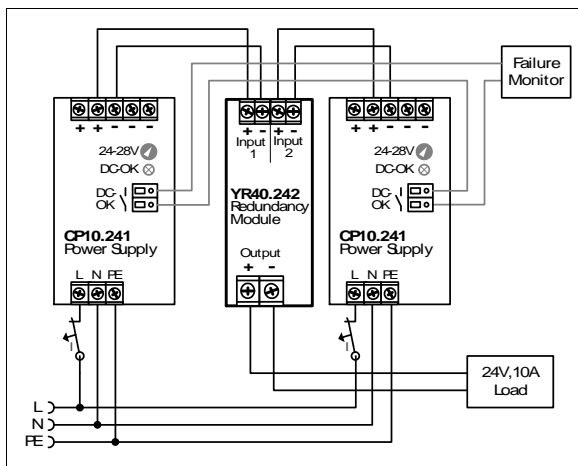 Failure
Monitor
+ + - - -
24-28V
DC-OK
DC-
OK
CP10.241
Power Supply
L N PE
I
+ - + -
Input
1
Input
2
YR40.242
Redundancy
Module
Output
+ -
+ + - - -
24-28V
DC-OK
DC-
OK
CP10.241
Power Supply
L N PE
I
24V,10A
Load
L
N
PE